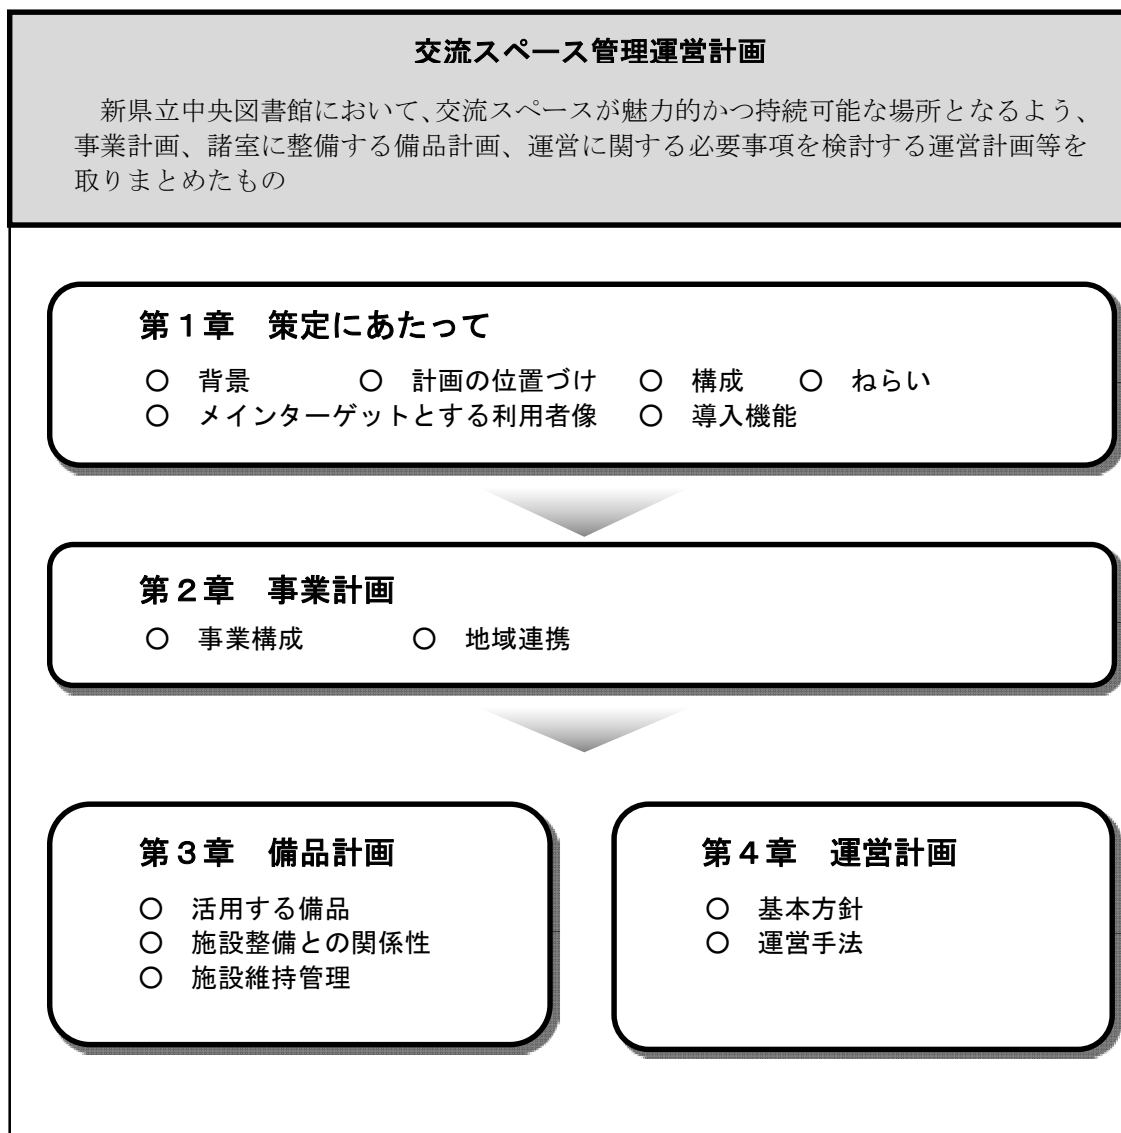 交流スペース管理運営計画
新県立中央図書館において、交流スペースが魅力的かつ持続可能な場所となるよう、
事業計画、諸室に整備する備品計画、運営に関する必要事項を検討する運営計画等を
取りまとめたもの
第1章　策定にあたって
○　背景　○　計画の位置づけ　○　構成　○　ねらい
○　メインターゲットとする利用者像　○　導入機能
第2章　事業計画
○　事業構成　○　地域連携
第3章　備品計画
○　活用する備品
○　施設整備との関係性
○　施設維持管理
第4章　運営計画
○　基本方針
○　運営手法